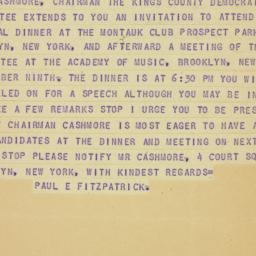 ASHMORE, CHAIRMAN THE KINGS COUNTY DEMOCRAT
TEE EXTENDS TO YOU AN INVITATION TO ATTEND
AL DINNER AT THE MONTAUK CLUB PROSPECT PARK
YN, NEW YORK, AND AFTERWARD A MEETING OF TH
TEE AT THE ACADEMY OF MUSIC, BROOKLYN, NEW
BER NINTH. THE DINNER IS AT 6:30 PM YOU WI
LLED ON FOR A SPEECH ALTHOUGH YOU MAY BE IN
E A FEW REMARKS STOP I URGE YOU TO BE PRES
CHAIRMAN CASHMORE IS MOST EAGER TO HAVE A
ANDIDATES AT THE DINNER AND MEETING ON NEXT
STOP PLEASE NOTIFY MR CASHMORE, 4 COURT SQ
YN, NEW YORK, WITH KINDEST REGARDS=
PAUL E FITZPATRICK.